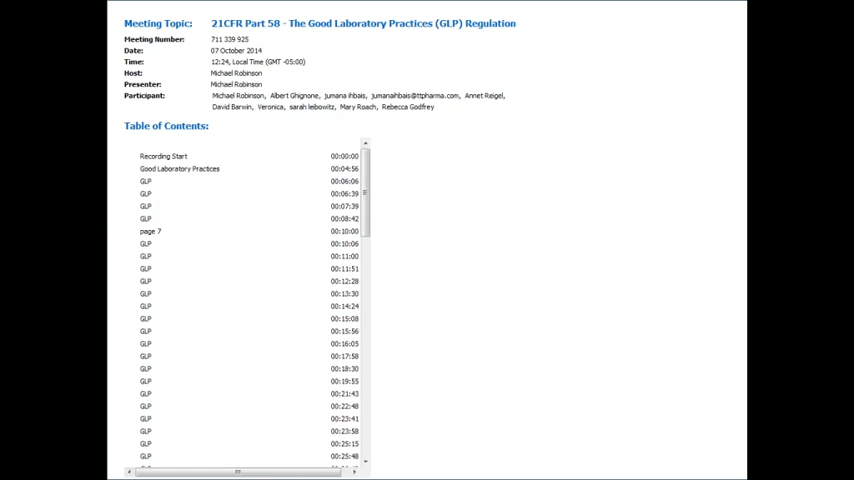 Meeting Topic: 21CFR Part 58 - The Good Laboratory Practices (GLP) Regulation
Meeting Number: 711 339 925
Date: 07 October 2014
Time: 12:24, Local Time (GMT -05:00)
Host: Michael Robinson
Presenter: Michael Robinson
Participant: Michael Robinson, Albert Ghignone, jumana ihbais, jumanaihbais@ttpharma.com, Annet Reigel,
David Barwin, Veronica, sarah leibowitz, Mary Roach, Rebecca Godfrey
Table of Contents:
Recording Start 00:00:00
Good Laboratory Practices 00:04:56
GLP 00:06:06
GLP 00:06:39
GLP 00:07:39
GLP 00:08:42
page 7 00:10:00
GLP 00:10:06
GLP 00:11:00
GLP 00:11:51
GLP 00:12:28
GLP 00:13:30
GLP 00:14:24
GLP 00:15:08
GLP 00:15:56
GLP 00:16:05
GLP 00:17:58
GLP 00:18:30
GLP 00:19:55
GLP 00:21:43
GLP 00:22:48
GLP 00:23:41
GLP 00:23:58
GLP 00:25:15
GLP 00:25:48